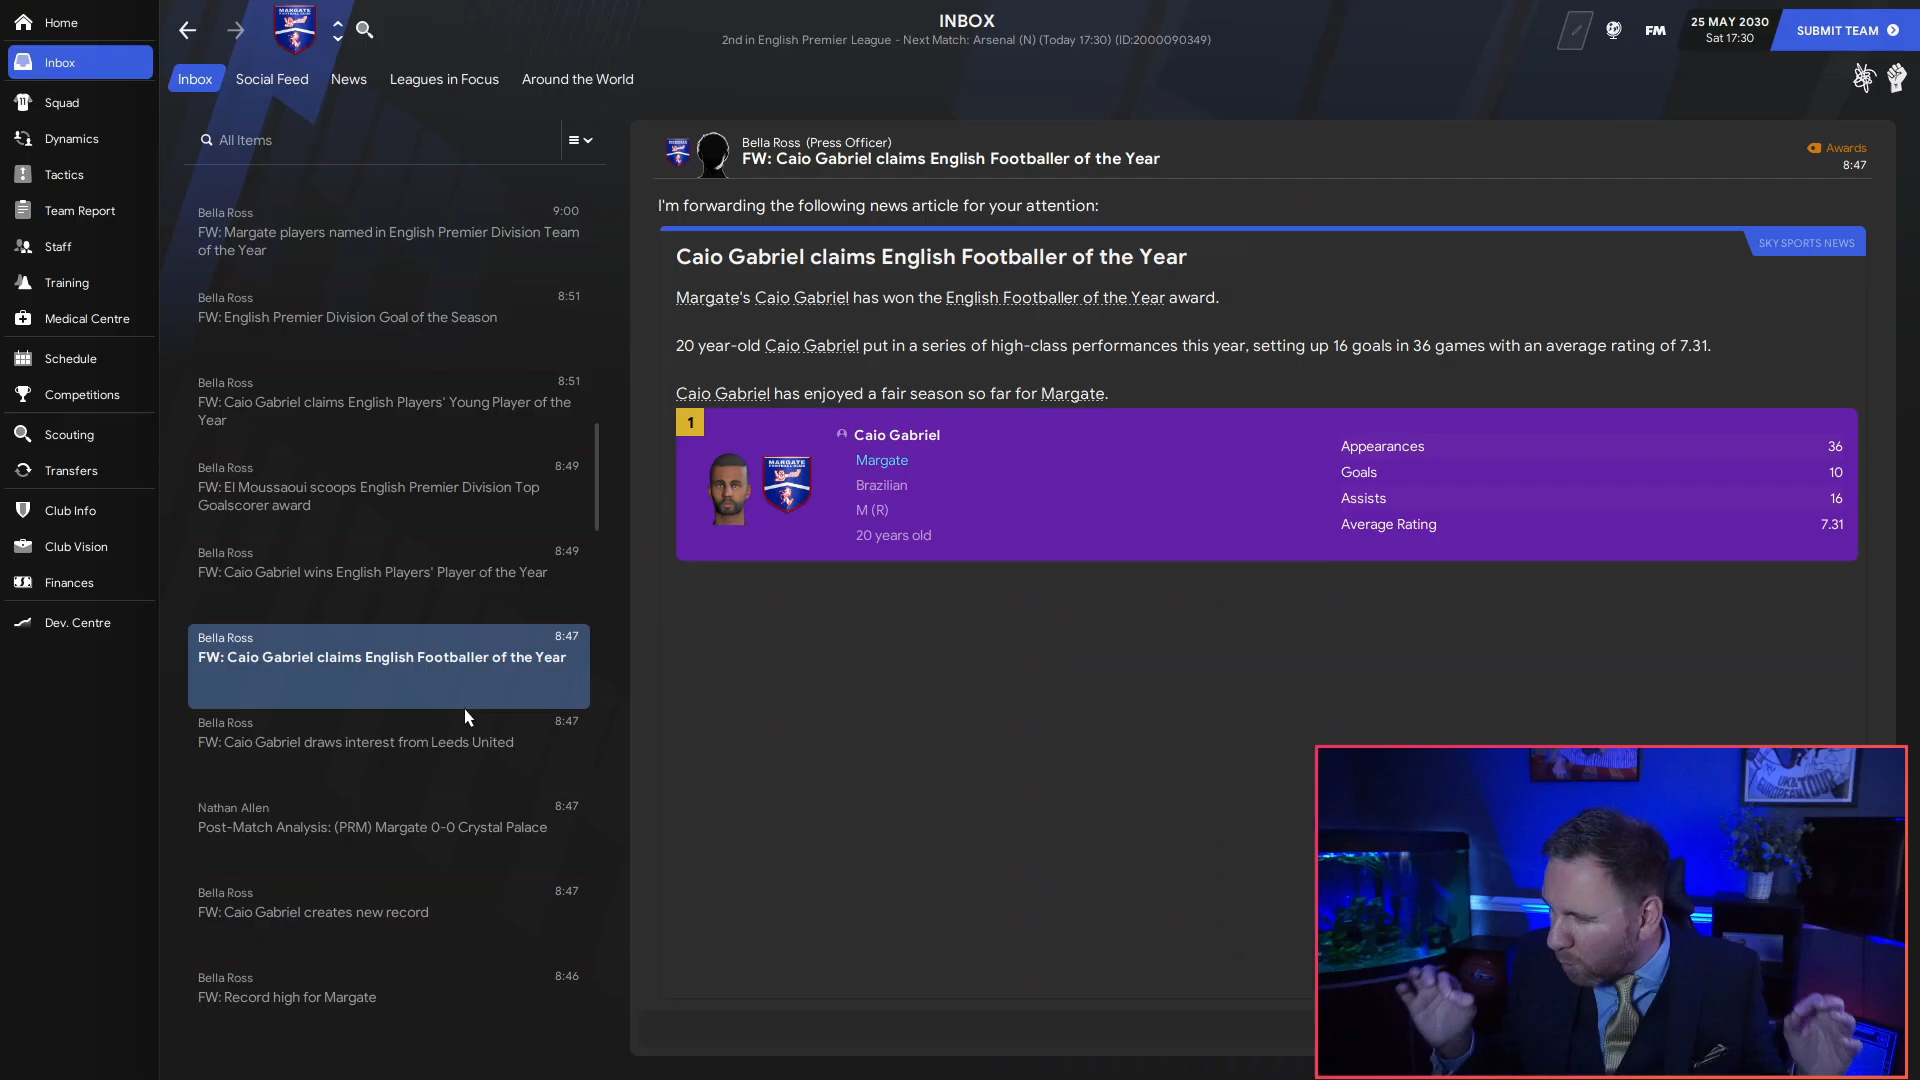 Home
Inbox
Squad
Dynamics
Tactics
Team Report
Staff
Training
Medical Centre
Schedule
Competitions
Scouting
Transfers
Club Info
Club Vision
Finances
Dev. Centre
MARGATE
INBOX
2nd in English Premier League - Next Match: Arsenal (N) (Today 17:30) (ID:2000090349)
FM
25 MAY 2030
Sat 17:30
SUBMIT TEAM
Inbox
Social Feed
News
Leagues in Focus
Around the World
All Items
Bella Ross
9:00
FW: Margate players named in English Premier Division Team
of the Year
Bella Ross
8:51
FW: English Premier Division Goal of the Season
Bella Ross
8:51
FW: Caio Gabriel claims English Players' Young Player of the
Year
Bella Ross
8:49
FW: El Moussaoui scoops English Premier Division Top
Goalscorer award
Bella Ross
8:49
FW: Caio Gabriel wins English Players' Player of the Year
Bella Ross
8:47
FW: Caio Gabriel claims English Footballer of the Year
Bella Ross
8:47
FW: Caio Gabriel draws interest from Leeds United
Nathan Allen
8:47
Post-Match Analysis: (PRM) Margate 0-0 Crystal Palace
Bella Ross
8:47
FW: Caio Gabriel creates new record
Bella Ross
8:46
FW: Record high for Margate
Bella Ross (Press Officer)
FW: Caio Gabriel claims English Footballer of the Year
Awards
8:47
I'm forwarding the following news article for your attention:
SKY SPORTS NEWS
Caio Gabriel claims English Footballer of the Year
Margate's Caio Gabriel has won the English Footballer of the Year award.
20 year-old Caio Gabriel put in a series of high-class performances this year, setting up 16 goals in 36 games with an average rating of 7.31.
Caio Gabriel has enjoyed a fair season so far for Margate.
1
MARGATE
Caio Gabriel
Margate
Brazilian
M (R)
20 years old
Appearances
36
Goals
10
Assists
16
Average Rating
7.31
UK &
EUROPEAN TOUR